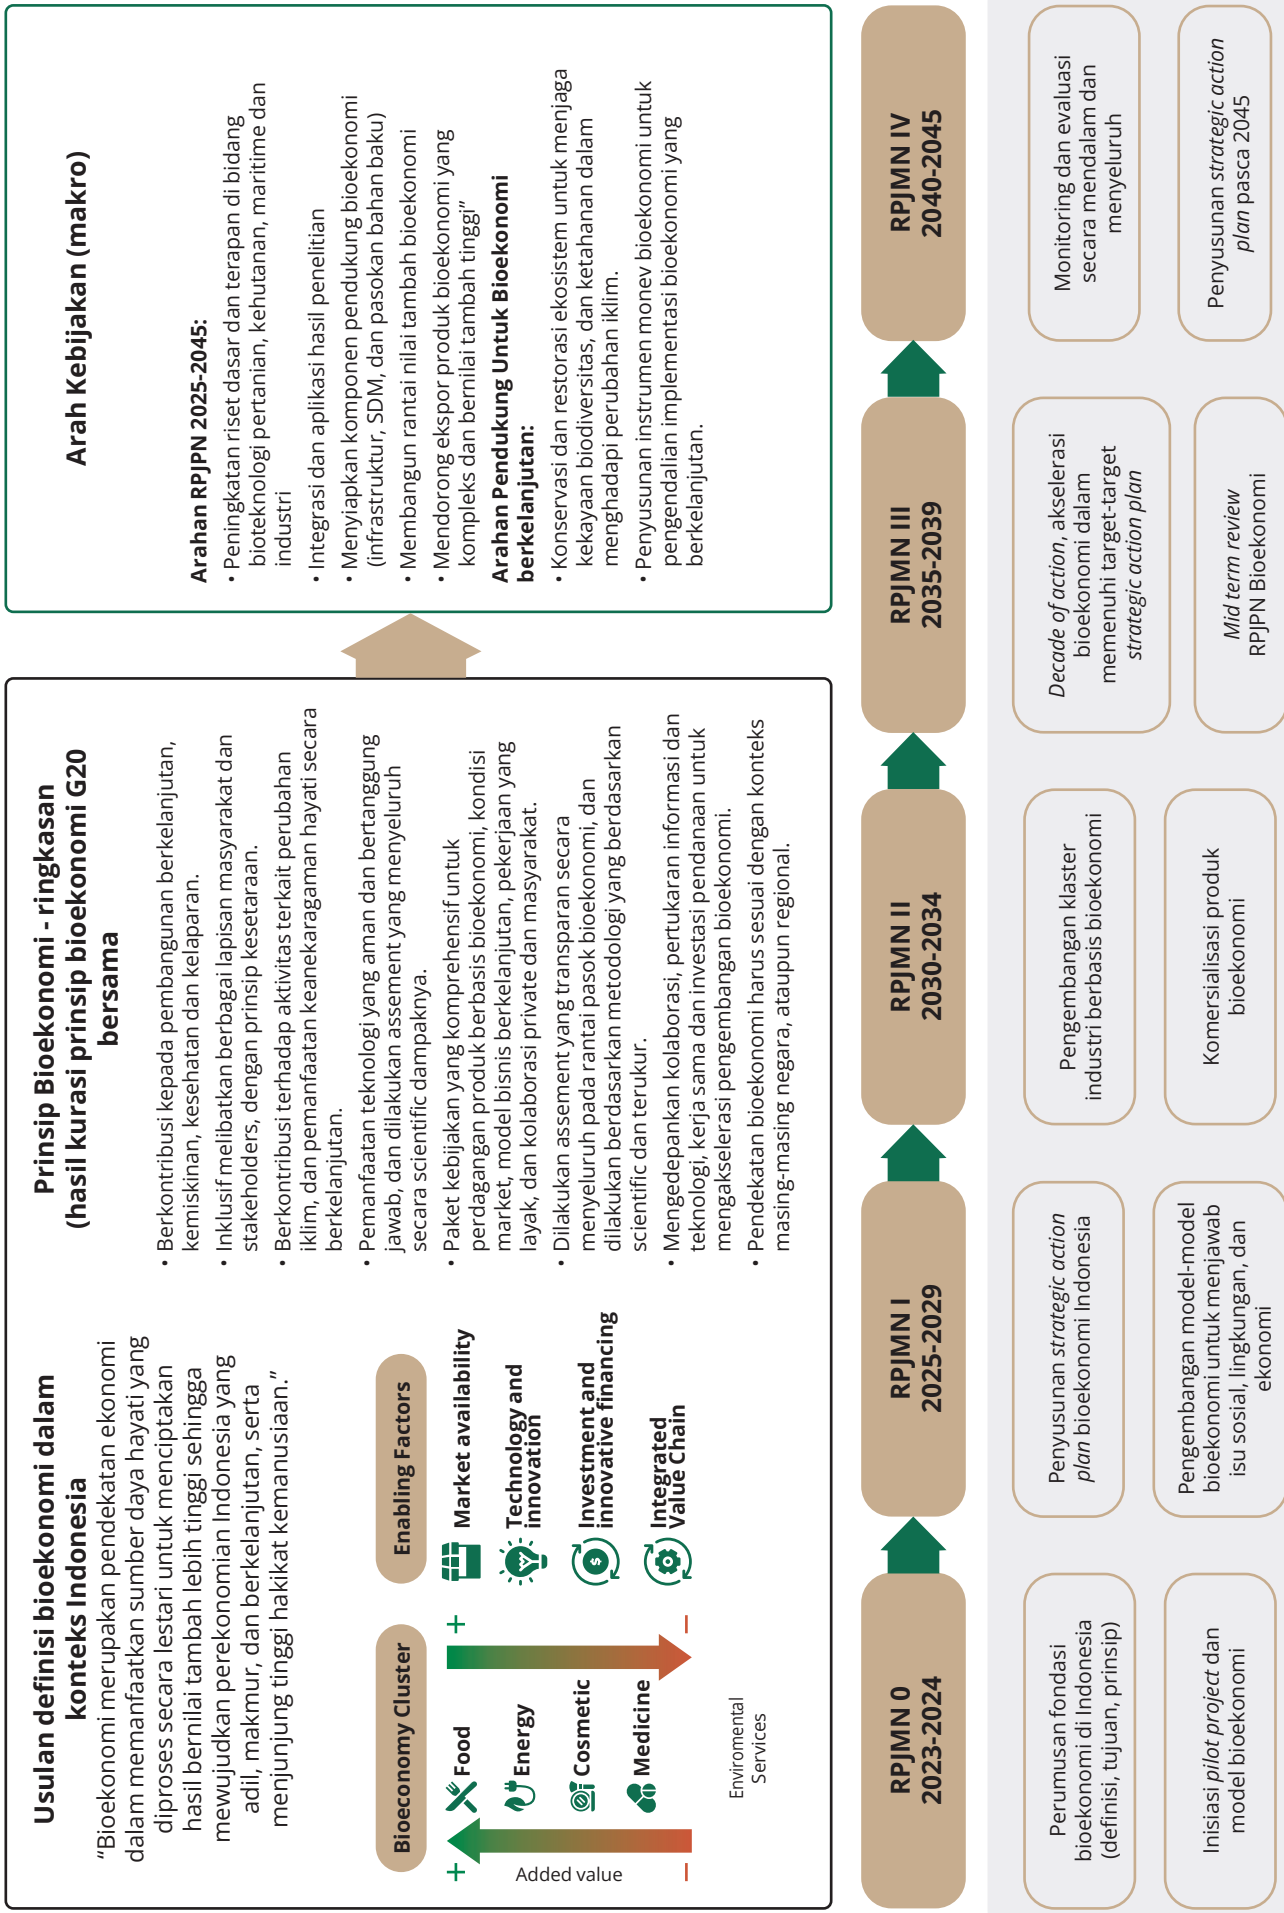 Usulan definisi bioekonomi dalam
konteks Indonesia
“Bioekonomi merupakan pendekatan ekonomi
dalam memanfaatkan sumber daya hayati yang
diproses secara lestari untuk menciptakan
hasil bernilai tambah lebih tinggi sehingga
mewujudkan perekonomian Indonesia yang
adil, makmur, dan berkelanjutan, serta
menjunjung tinggi hakikat kemanusiaan.”
Bioeconomy Cluster
+
Added value
–
Food
Energy
Cosmetic
Medicine
+
–
Enviromental
Services
Enabling Factors
Market availability
Technology and
innovation
Investment and
innovative financing
Integrated
Value Chain
Prinsip Bioekonomi - ringkasan
(hasil kurasi prinsip bioekonomi G20
bersama
• Berkontribusi kepada pembangunan berkelanjutan,
kemiskinan, kesehatan dan kelaparan.
• Inklusif melibatkan berbagai lapisan masyarakat dan
stakeholders, dengan prinsip kesetaraan.
• Berkontribusi terhadap aktivitas terkait perubahan
iklim, dan pemanfaatan keanekaragaman hayati secara
berkelanjutan.
• Pemanfaatan teknologi yang aman dan bertanggung
jawab, dan dilakukan assement yang menyeluruh
secara scientific dampaknya.
• Paket kebijakan yang komprehensif untuk
perdagangan produk berbasis bioekonomi, kondisi
market, model bisnis berkelanjutan, pekerjaan yang
layak, dan kolaborasi private dan masyarakat.
• Dilakukan assement yang transparan secara
menyeluruh pada rantai pasok bioekonomi, dan
dilakukan berdasarkan metodologi yang berdasarkan
scientific dan terukur.
• Mengedepankan kolaborasi, pertukaran informasi dan
teknologi, kerja sama dan investasi pendanaan untuk
mengakselerasi pengembangan bioekonomi.
• Pendekatan bioekonomi harus sesuai dengan konteks
masing-masing negara, ataupun regional.
Arah Kebijakan (makro)
Arahan RPJPN 2025-2045:
• Peningkatan riset dasar dan terapan di bidang
bioteknologi pertanian, kehutanan, maritime dan
industri
• Integrasi dan aplikasi hasil penelitian
• Menyiapkan komponen pendukung bioekonomi
(infrastruktur, SDM, dan pasokan bahan baku)
• Membangun rantai nilai tambah bioekonomi
• Mendorong ekspor produk bioekonomi yang
kompleks dan bernilai tambah tinggi”
Arahan Pendukung Untuk Bioekonomi
berkelanjutan:
• Konservasi dan restorasi ekosistem untuk menjaga
kekayaan biodiversitas, dan ketahanan dalam
menghadapi perubahan iklim.
• Penyusunan instrumen monev bioekonomi untuk
pengendalian implementasi bioekonomi yang
berkelanjutan.
RPJMN 0
2023-2024
RPJMN I
2025-2029
RPJMN II
2030-2034
RPJMN III
2035-2039
RPJMN IV
2040-2045
Perumusan fondasi
bioekonomi di Indonesia
(definisi, tujuan, prinsip)
Inisiasi pilot project dan
model bioekonomi
Penyusunan strategic action
plan bioekonomi Indonesia
Pengembangan model-model
bioekonomi untuk menjawab
isu sosial, lingkungan, dan
ekonomi
Pengembangan klaster
industri berbasis bioekonomi
Komersialisasi produk
bioekonomi
Decade of action, akselerasi
bioekonomi dalam
memenuhi target-target
strategic action plan
Mid term review
RPJPN Bioekonomi
Monitoring dan evaluasi
secara mendalam dan
menyeluruh
Penyusunan strategic action
plan pasca 2045